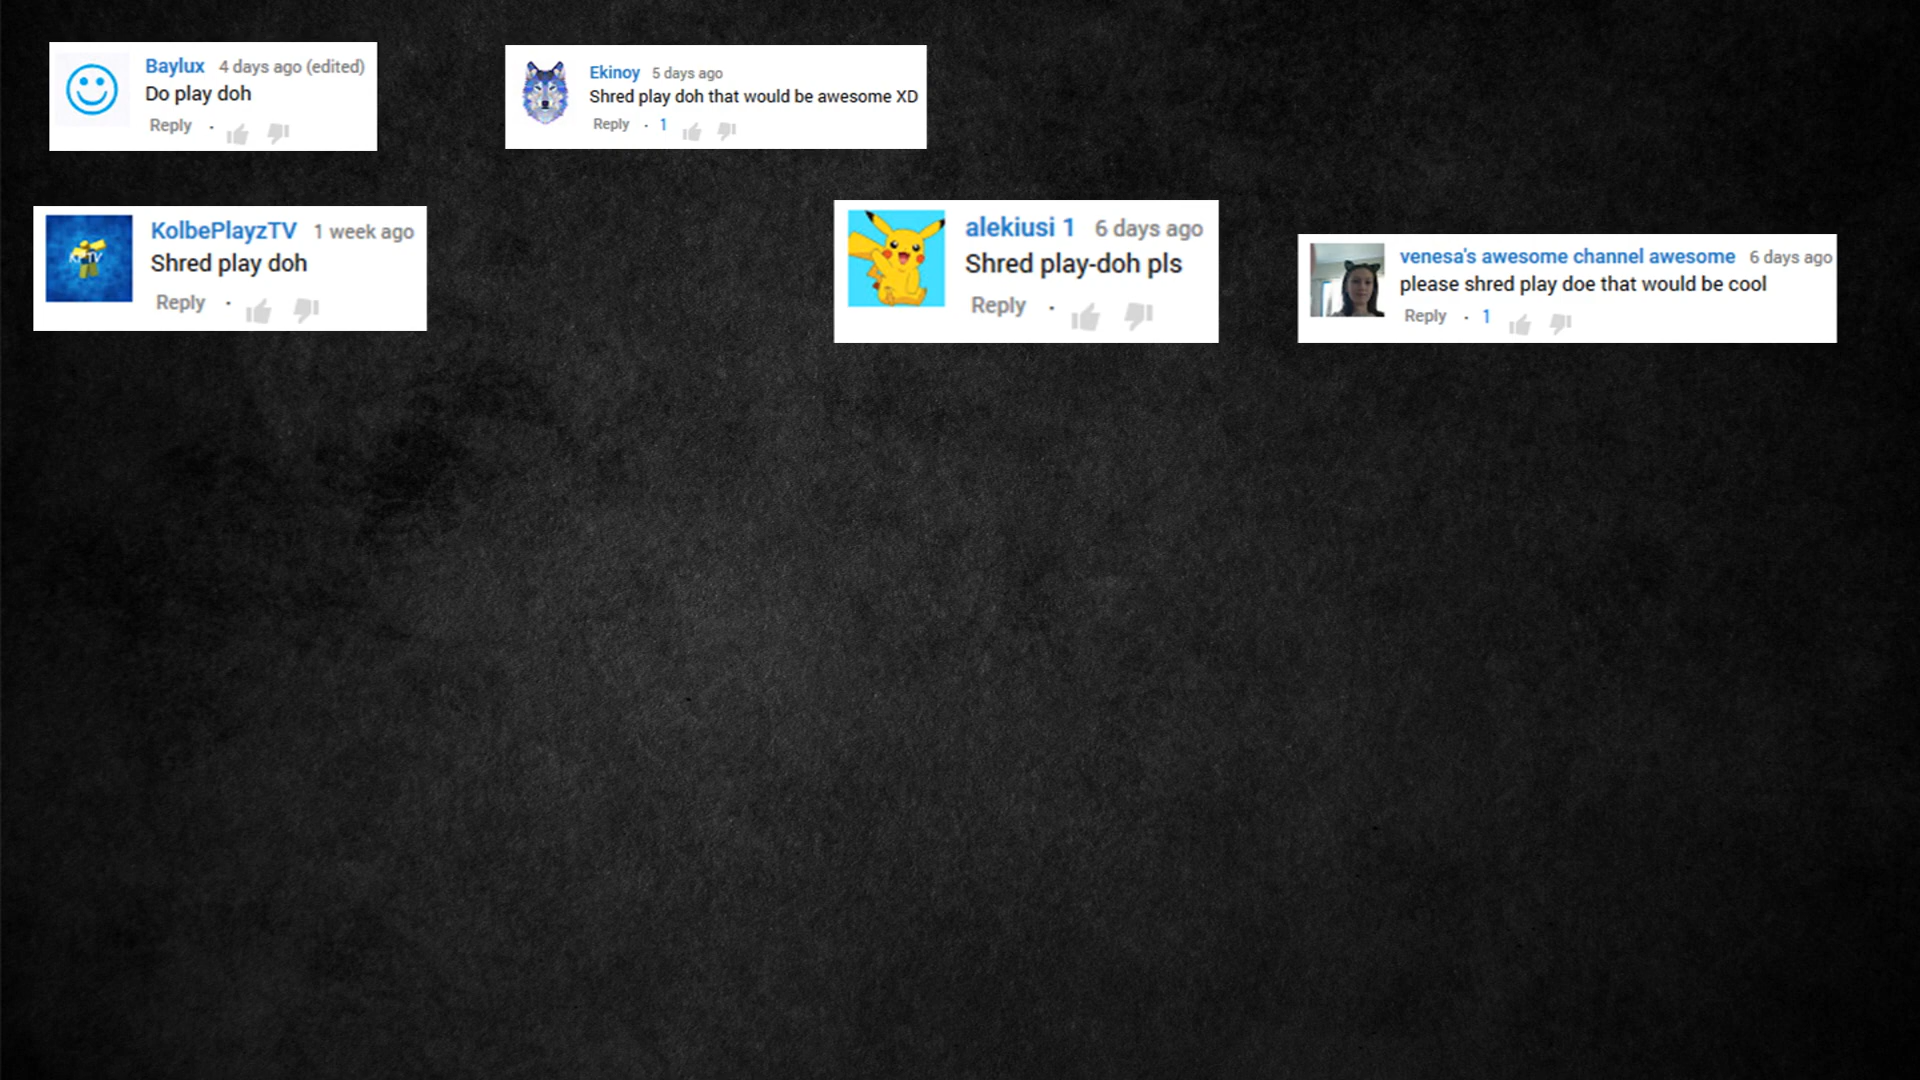 Baylux 4 days ago (edited)
Do play doh
Reply ·
Ekinoy 5 days ago
Shred play doh that would be awesome XD
Reply · 1
KolbePlayzTV 1 week ago
Shred play doh
Reply ·
alekiusi 1 6 days ago
Shred play-doh pls
Reply ·
venesa's awesome channel awesome 6 days ago
please shred play doe that would be cool
Reply · 1